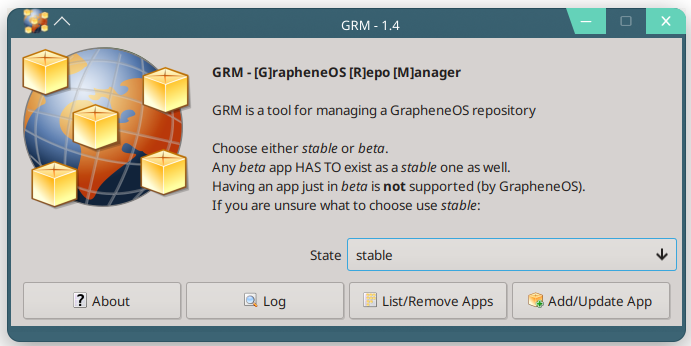 GRM - 1.4
GRM - [G]rapheneOS [R]epo [M]anager
GRM is a tool for managing a GrapheneOS repository
Choose either stable or beta.
Any beta app HAS TO exist as a stable one as well.
Having an app just in beta is not supported (by GrapheneOS).
If you are unsure what to choose use stable:
State stable
About Log List/Remove Apps Add/Update App